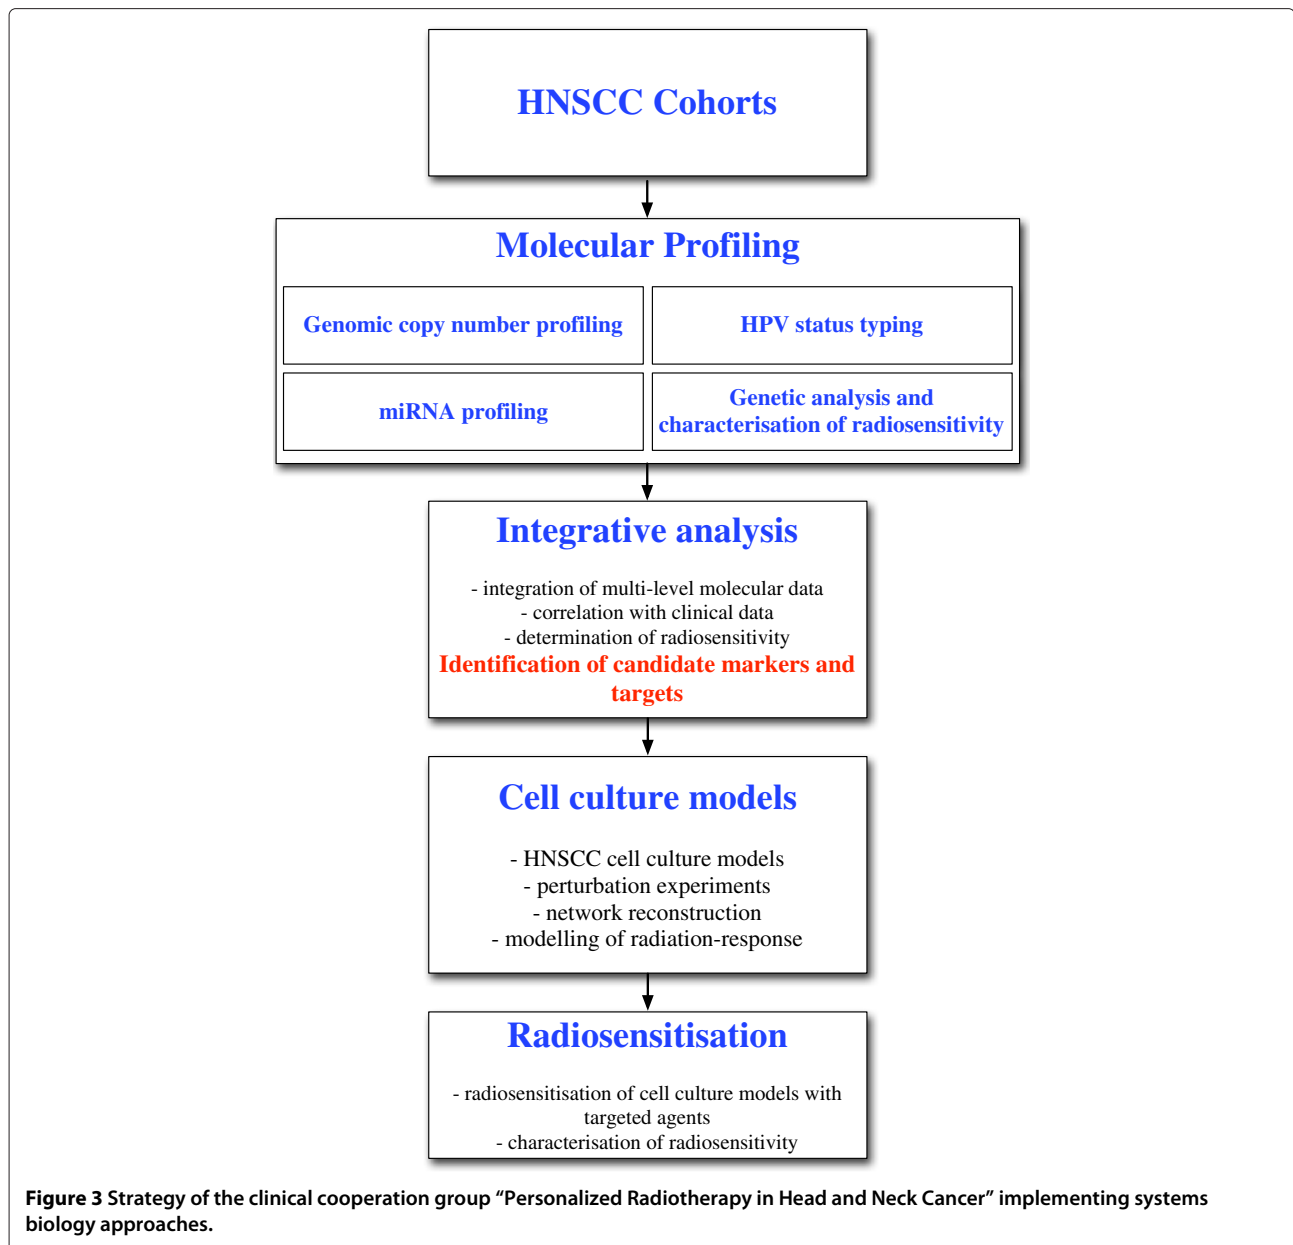 HNSCC Cohorts
Molecular Profiling
Genomic copy number profiling
HPV status typing
miRNA profiling
Genetic analysis and
characterisation of radiosensitivity
Integrative analysis
- integration of multi-level molecular data
- correlation with clinical data
- determination of radiosensitivity
Identification of candidate markers and
targets
Cell culture models
- HNSCC cell culture models
- perturbation experiments
- network reconstruction
- modelling of radiation-response
Radiosensitisation
- radiosensitisation of cell culture models with
targeted agents
- characterisation of radiosensitivity
Figure 3 Strategy of the clinical cooperation group “Personalized Radiotherapy in Head and Neck Cancer” implementing systems
biology approaches.